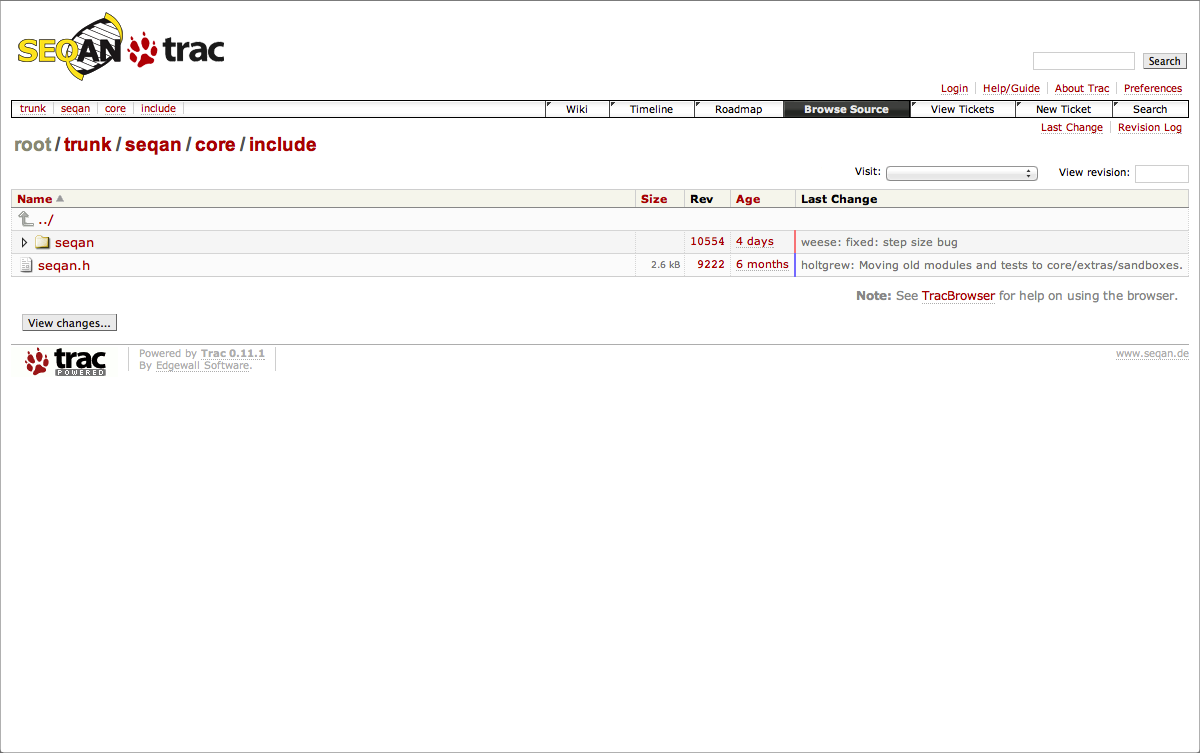 SEQAN trac
Search
Login Help/Guide About Trac Preferences
trunk seqan core include Wiki Timeline Roadmap Browse Source View Tickets New Ticket Search
Last Change Revision Log
root / trunk / seqan / core / include
Visit: View revision:
Name Size Rev Age Last Change
../
seqan 10554 4 days weese: fixed: step size bug
seqan.h 2.6 kB 9222 6 months holtgrew: Moving old modules and tests to core/extras/sandboxes.
Note: See TracBrowser for help on using the browser.
View changes...
trac POWERED
Powered by Trac 0.11.1
By Edgewall Software.
www.seqan.de